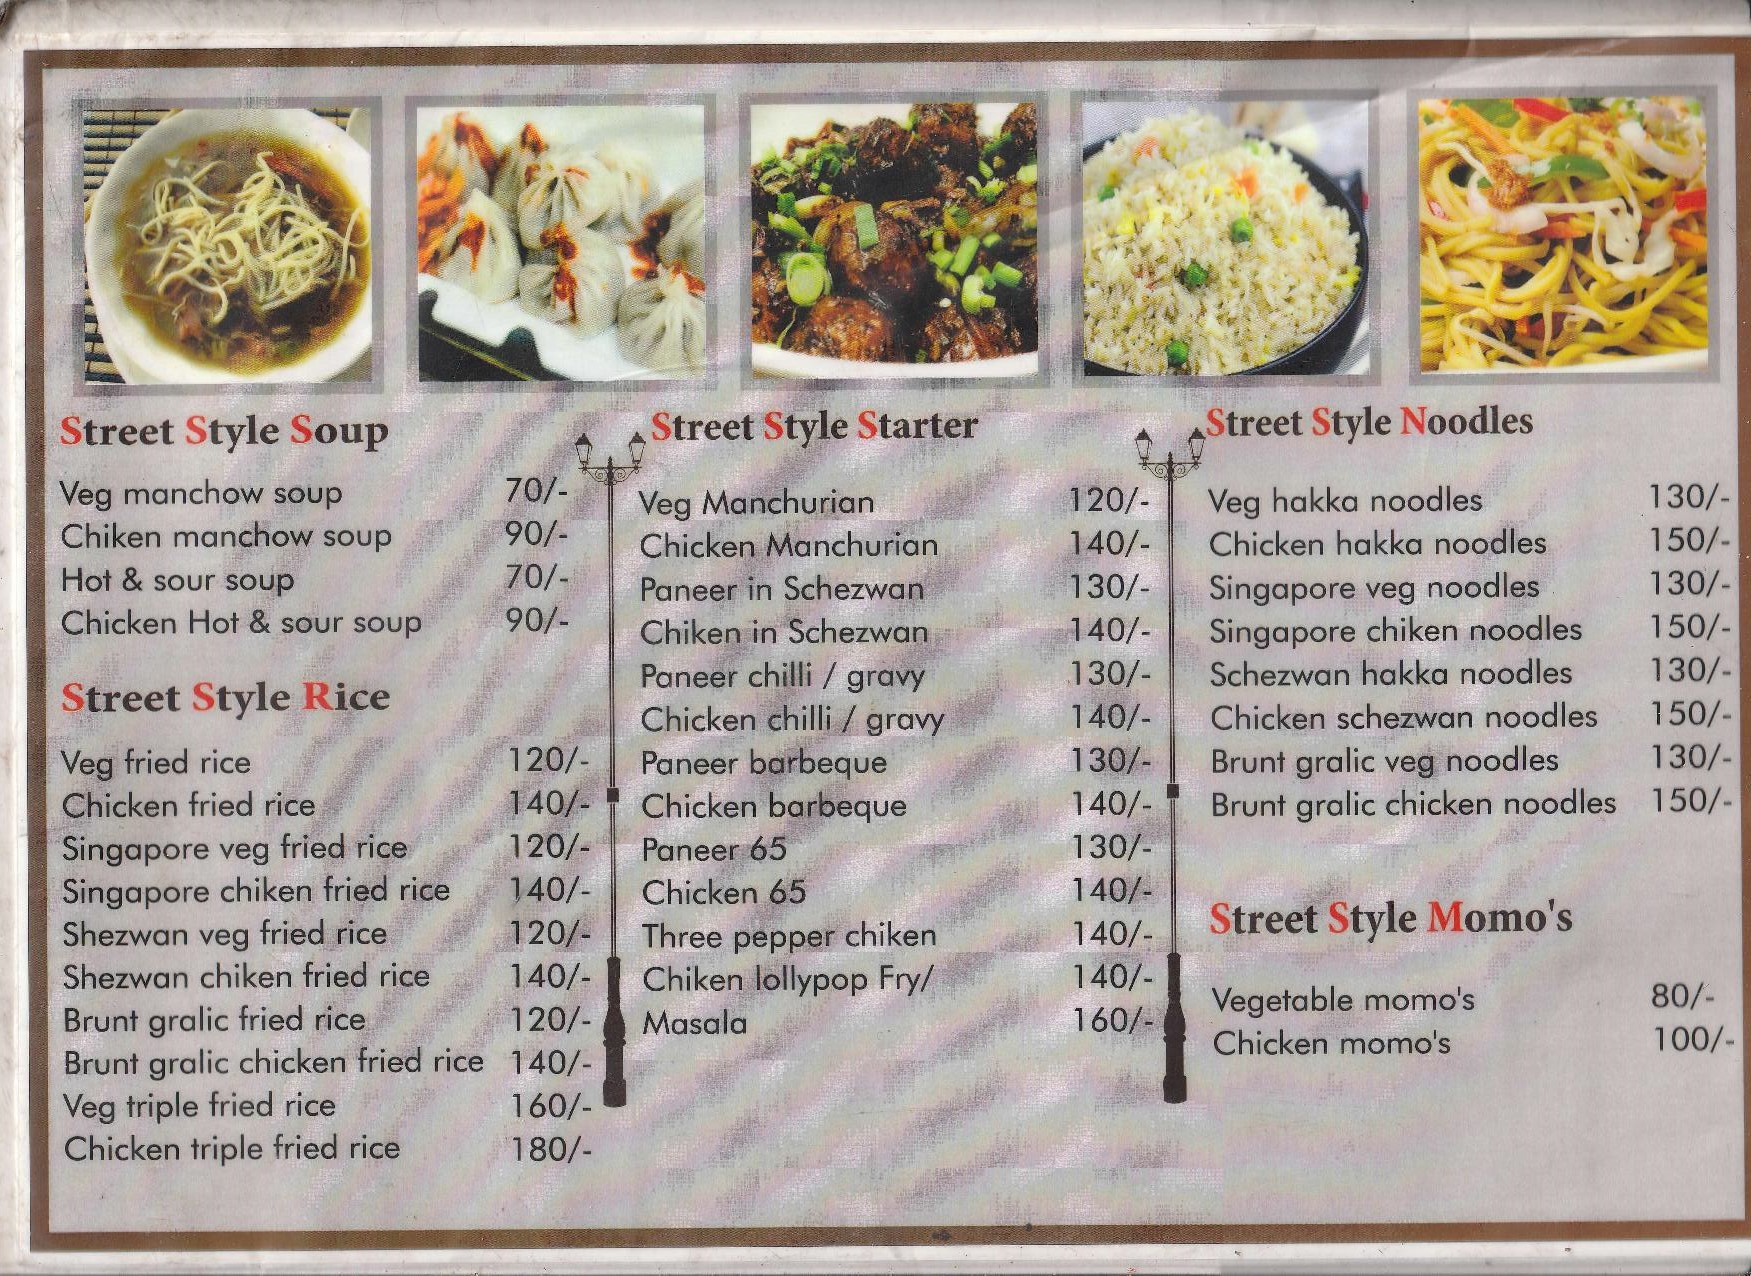 Street Style Soup
Veg manchow soup 70/-
Chiken manchow soup 90/-
Hot & sour soup 70/-
Chicken Hot & sour soup 90/-
Street Style Rice
Veg fried rice 120/-
Chicken fried rice 140/-
Singapore veg fried rice 120/-
Singapore chiken fried rice 140/-
Shezwan veg fried rice 120/-
Shezwan chiken fried rice 140/-
Brunt gralic fried rice 120/-
Brunt gralic chicken fried rice 140/-
Veg triple fried rice 160/-
Chicken triple fried rice 180/-
Street Style Starter
Veg Manchurian 120/-
Chicken Manchurian 140/-
Paneer in Schezwan 130/-
Chiken in Schezwan 140/-
Paneer chilli / gravy 130/-
Chicken chilli / gravy 140/-
Paneer barbeque 130/-
Chicken barbeque 140/-
Paneer 65 130/-
Chicken 65 140/-
Three pepper chiken 140/-
Chiken lollypop Fry/ 140/-
Masala 160/-
Street Style Noodles
Veg hakka noodles 130/-
Chicken hakka noodles 150/-
Singapore veg noodles 130/-
Singapore chiken noodles 150/-
Schezwan hakka noodles 130/-
Chicken schezwan noodles 150/-
Brunt gralic veg noodles 130/-
Brunt gralic chicken noodles 150/-
Street Style Momo's
Vegetable momo's 80/-
Chicken momo's 100/-